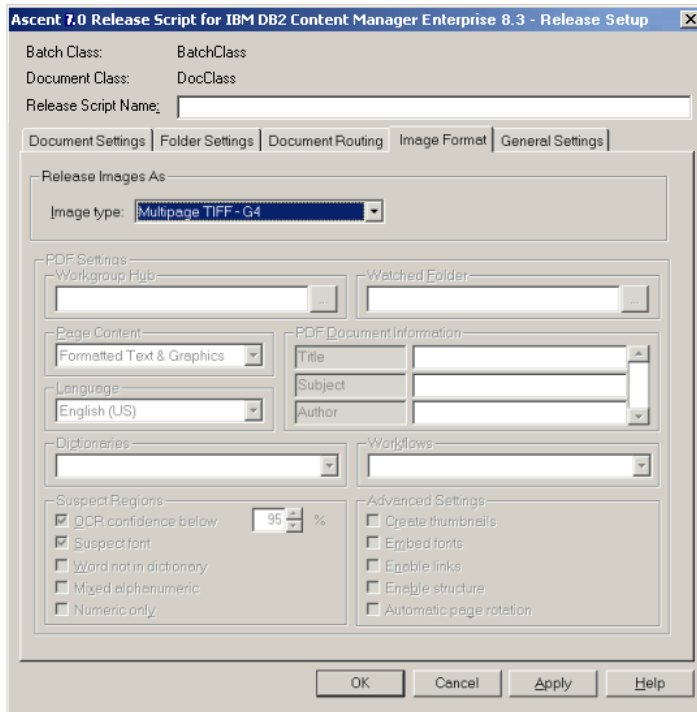 Ascent 7.0 Release Script for IBM DB2 Content Manager Enterprise 8.3 - Release Setup
Batch Class: BatchClass
Document Class: DocClass
Release Script Name:
Document Settings Folder Settings Document Routing Image Format General Settings
Release Images As
Image type: Multipage TIFF - G4
PDF Settings
Workgroup Hub Watched Folder
... ...
Page Content PDF Document Information
Formatted Text & Graphics Title
Language Subject
English (US) Author
Dictionaries Workflows
Suspect Regions Advanced Settings
OCR confidence below 95 % Create thumbnails
Suspect font Embed fonts
Word not in dictionary Enable links
Mixed alphanumeric Enable structure
Numeric only Automatic page rotation
OK Cancel Apply Help